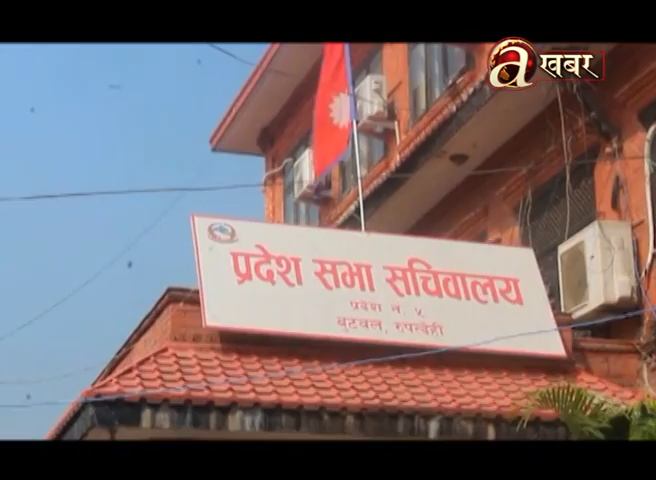 a खबर
प्रदेश सभा सचिवालय
प्रदेश न. ५
बुटवल, रुपन्देही